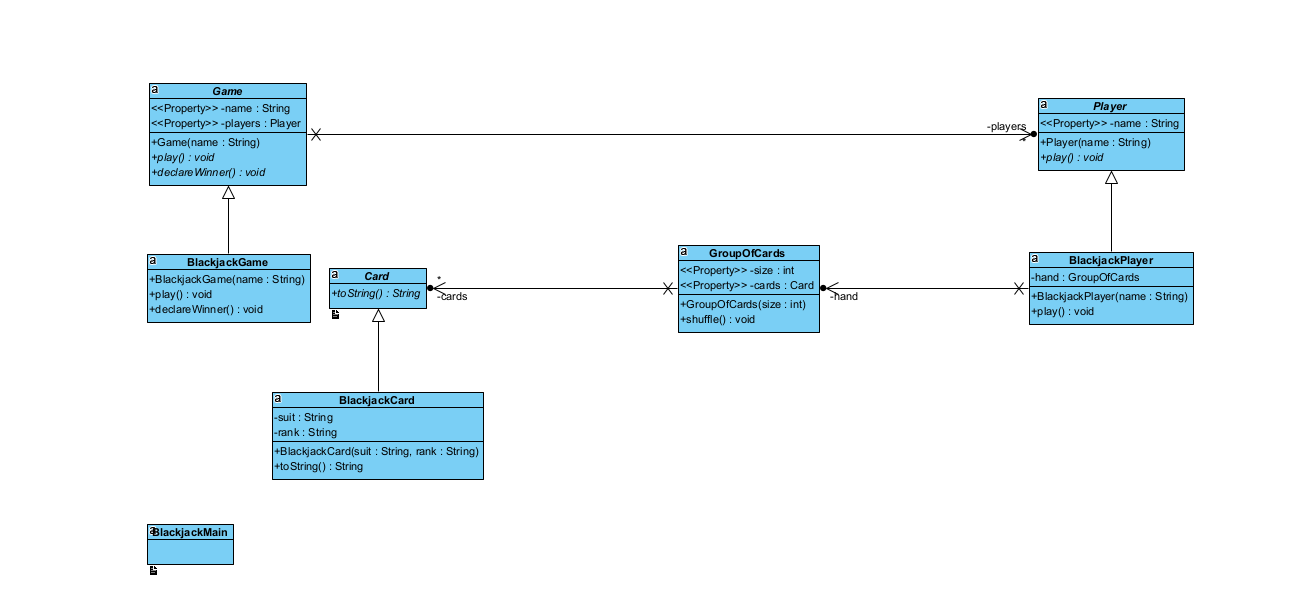 a
Game
<<Property>> -name : String
<<Property>> -players : Player
+Game(name : String)
+play() : void
+declareWinner() : void
-players
*
a
Player
<<Property>> -name : String
+Player(name : String)
+play() : void
a
BlackjackGame
+BlackjackGame(name : String)
+play() : void
+declareWinner() : void
a
Card
+toString() : String
*
-cards
a
GroupOfCards
<<Property>> -size : int
<<Property>> -cards : Card
+GroupOfCards(size : int)
+shuffle() : void
-hand
a
BlackjackPlayer
-hand : GroupOfCards
+BlackjackPlayer(name : String)
+play() : void
a
BlackjackCard
-suit : String
-rank : String
+BlackjackCard(suit : String, rank : String)
+toString() : String
a
BlackjackMain